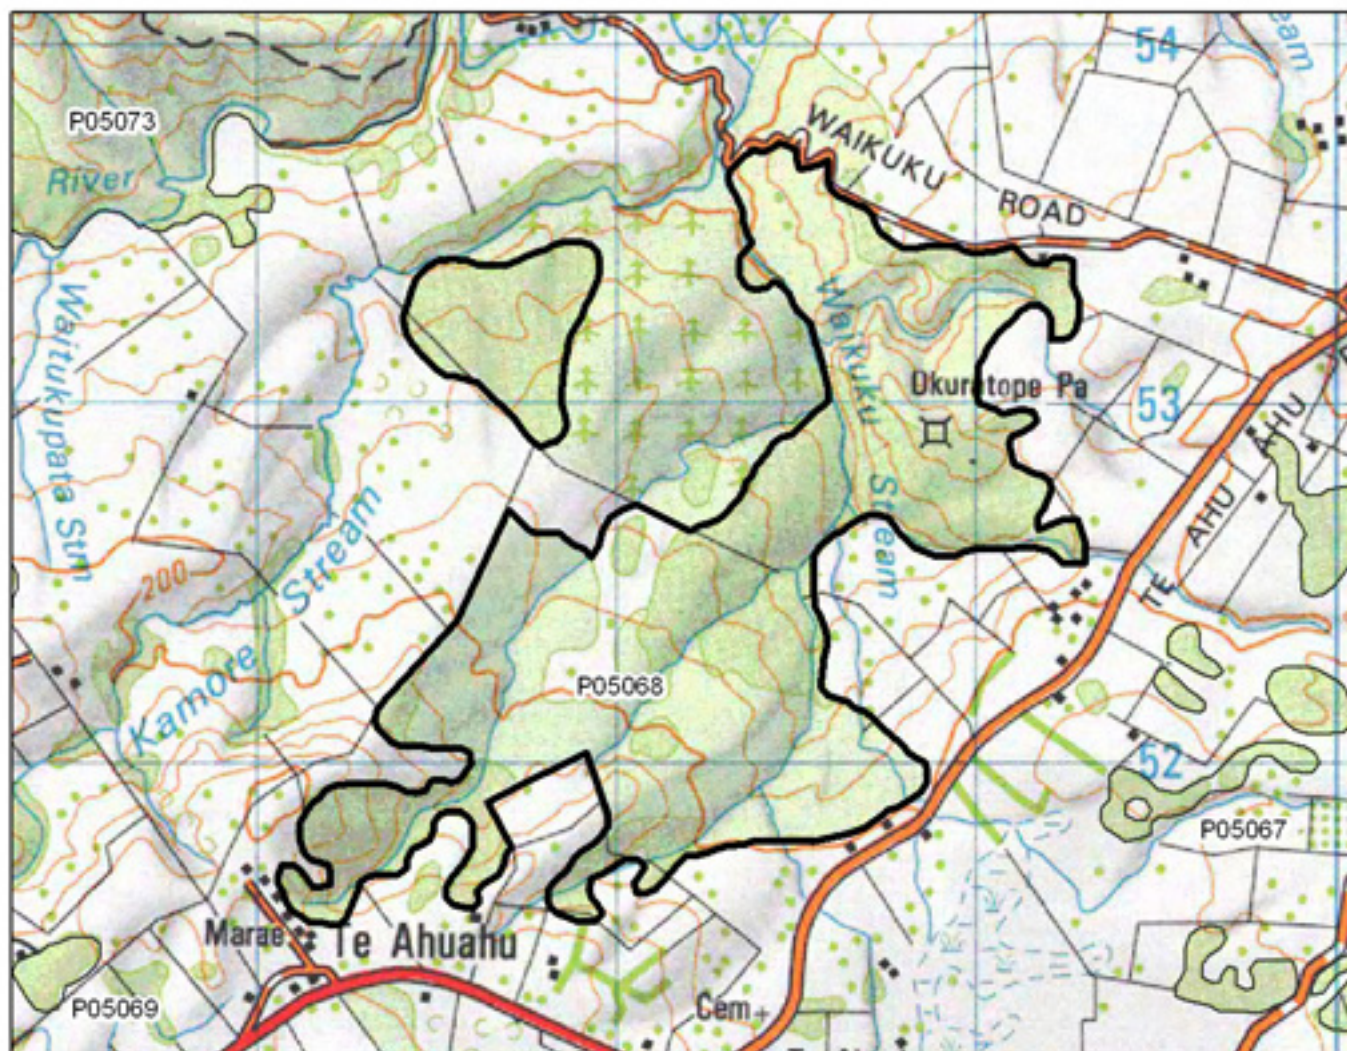 54
eam
P05073
WAIKUKU
ROAD
River
Waitukupata Stm
Waikuku
Stream
Okuratope Pa
53
TE AHU AHU
200
Kamore Stream
P05068
52
P05067
Marae
Te Ahuahu
P05069
Cem